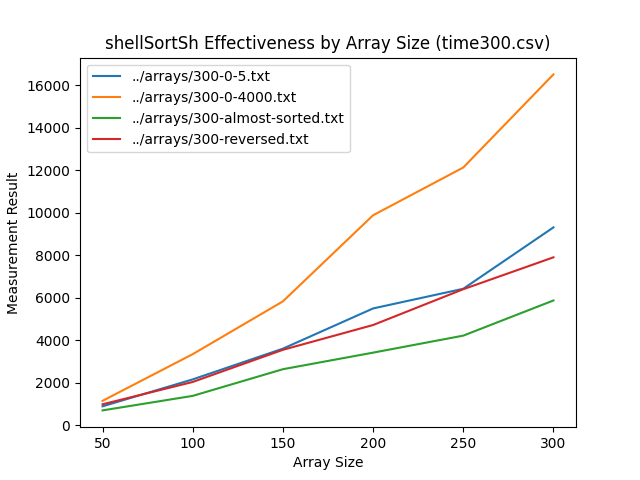 shellSortSh Effectiveness by Array Size (time300.csv)
../arrays/300-0-5.txt
../arrays/300-0-4000.txt
../arrays/300-almost-sorted.txt
../arrays/300-reversed.txt
Measurement Result
16000
14000
12000
10000
8000
6000
4000
2000
0
50 100 150 200 250 300
Array Size